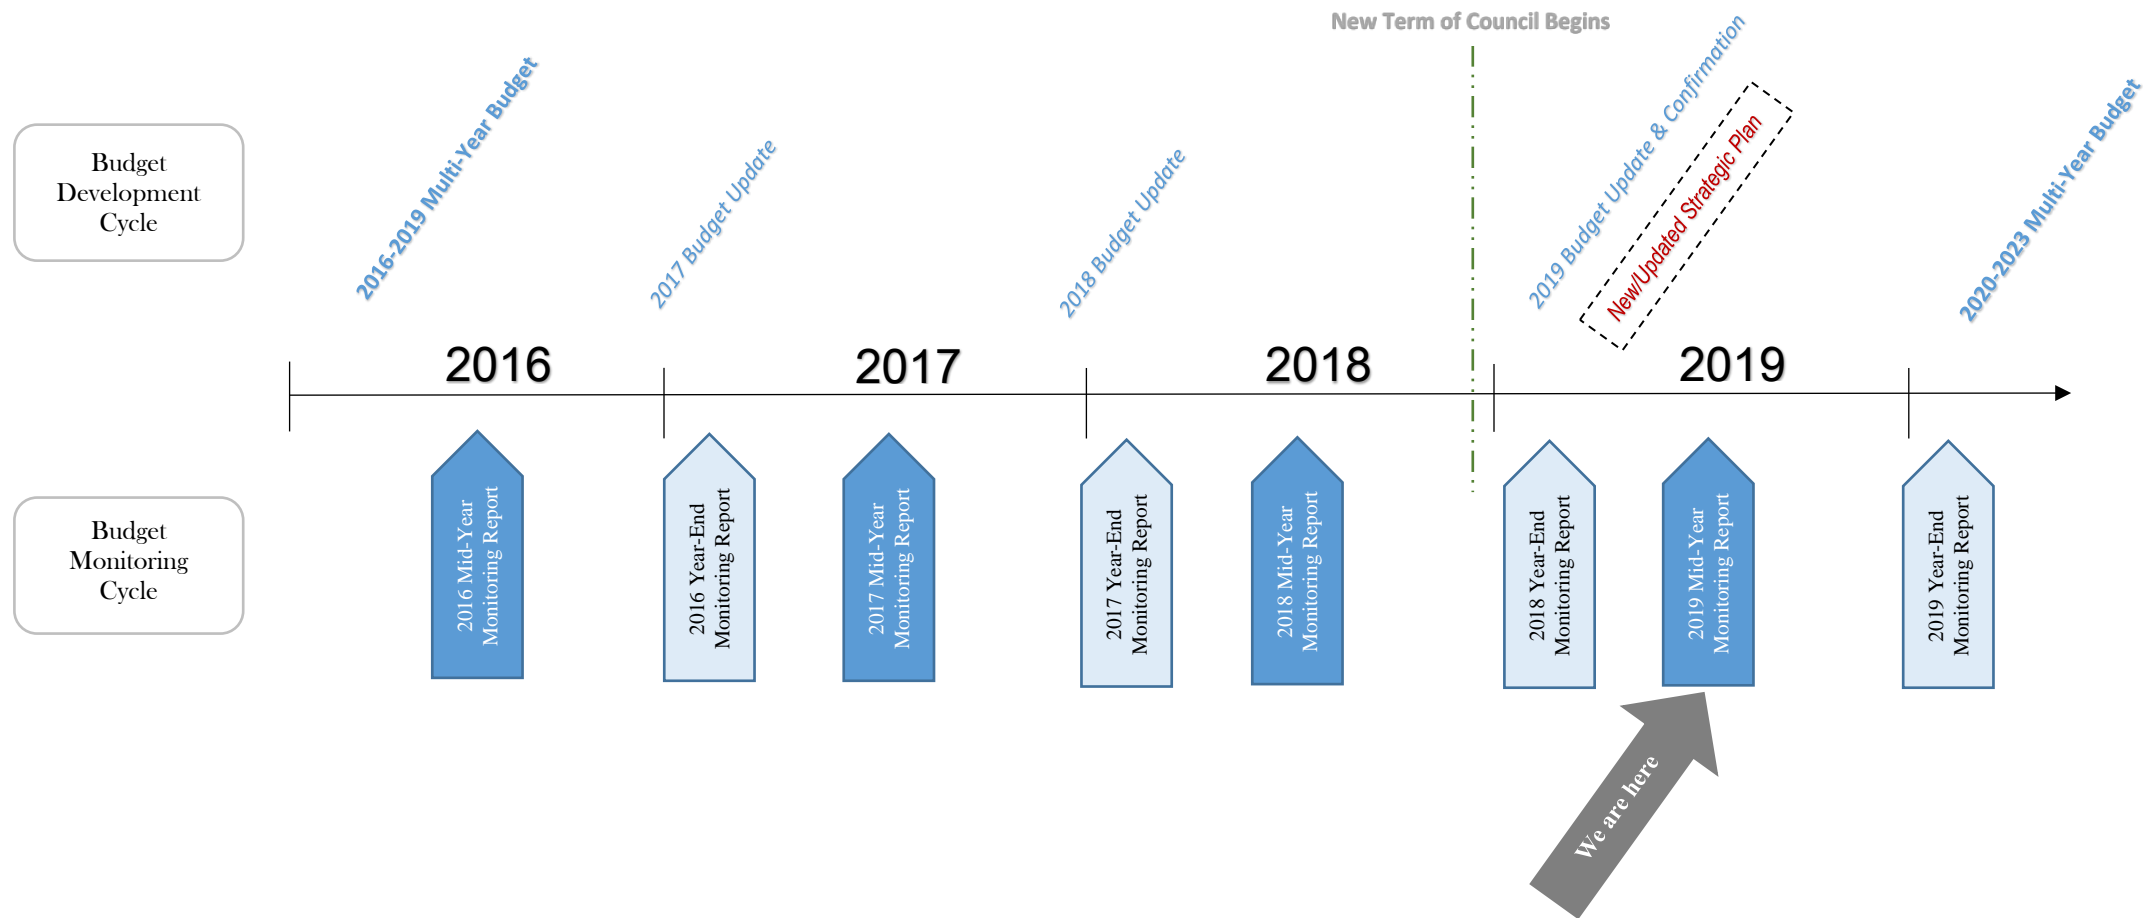 New Term of Council Begins
Budget
Development
Cycle
2016-2019 Multi-Year Budget
2017 Budget Update
2018 Budget Update
2019 Budget Update & Confirmation
New/Updated Strategic Plan
2020-2023 Multi-Year Budget
2016
2017
2018
2019
Budget
Monitoring
Cycle
2016 Mid-Year
Monitoring Report
2016 Year-End
Monitoring Report
2017 Mid-Year
Monitoring Report
2017 Year-End
Monitoring Report
2018 Mid-Year
Monitoring Report
2018 Year-End
Monitoring Report
2019 Mid-Year
Monitoring Report
2019 Year-End
Monitoring Report
We are here